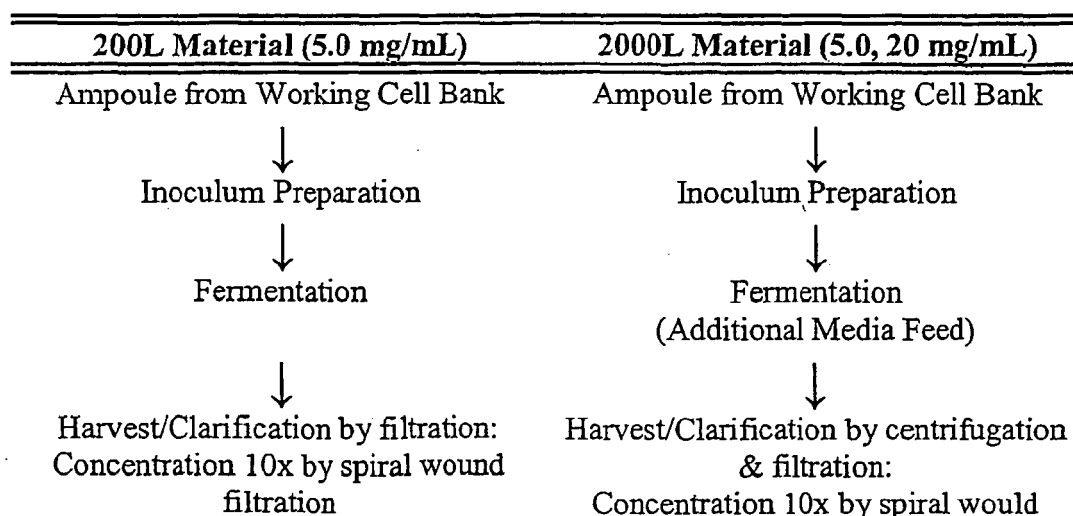 200L Material (5.0 mg/mL) 2000L Material (5.0, 20 mg/mL)
Ampoule from Working Cell Bank Ampoule from Working Cell Bank
Inoculum Preparation Inoculum Preparation
Fermentation Fermentation
(Additional Media Feed)
Harvest/Clarification by filtration: Harvest/Clarification by centrifugation
Concentration 10x by spiral wound & filtration:
filtration Concentration 10x by spiral would